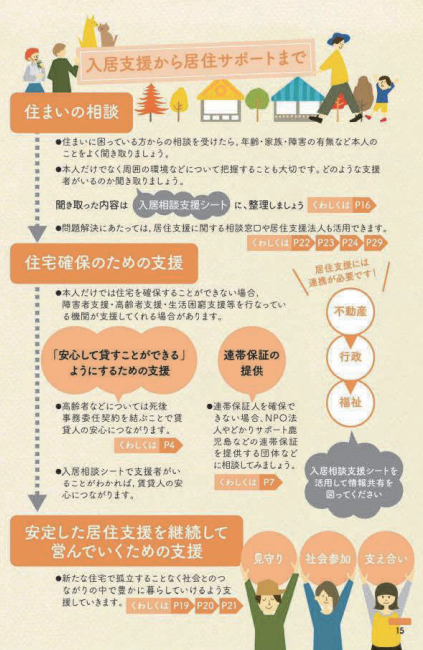 入居支援から居住サポートまで
住まいの相談
●住まいに困っている方からの相談を受けたら，年齢・家族・障害の有無など本人の
ことをよく聞き取りましょう。
●本人だけでなく周囲の環境などについて把握することも大切です。どのような支援
者がいるのか聞き取りましょう。
聞き取った内容は 入居相談支援シート に、整理しましょう くわしくは P16
●問題解決にあたっては，居住支援に関する相談窓口や居住支援法人も活用できます。
くわしくは P22 P23 P24 P29
住宅確保のための支援
●本人だけでは住宅を確保することができない場合，
障害者支援・高齢者支援・生活困窮支援等を行なってい
る機関が支援してくれる場合があります。
居住支援には
連携が必要です！
不動産
行政
福祉
入居相談支援シートを
活用して情報共有を
図ってください
「安心して貸すことができる」
ようにするための支援
●高齢者などについては死後
事務委任契約を結ぶことで賃
貸人の安心につながります。
くわしくは P4
●入居相談シートで支援者がい
ることがわかれば，賃貸人の安
心につながります。
連帯保証の
提供
●連帯保証人を確保で
きない場合、NPO法
人やどかりサポート鹿
児島などの連帯保証
を提供する団体など
に相談してみましょう。
くわしくは P7
安定した居住支援を継続して
営んでいくための支援
●新たな住宅で孤立することなく社会とのつ
ながりの中で豊かに暮らしていけるよう支
援していきます。 くわしくは P19 P20 P21
見守り
社会参加
支え合い
15